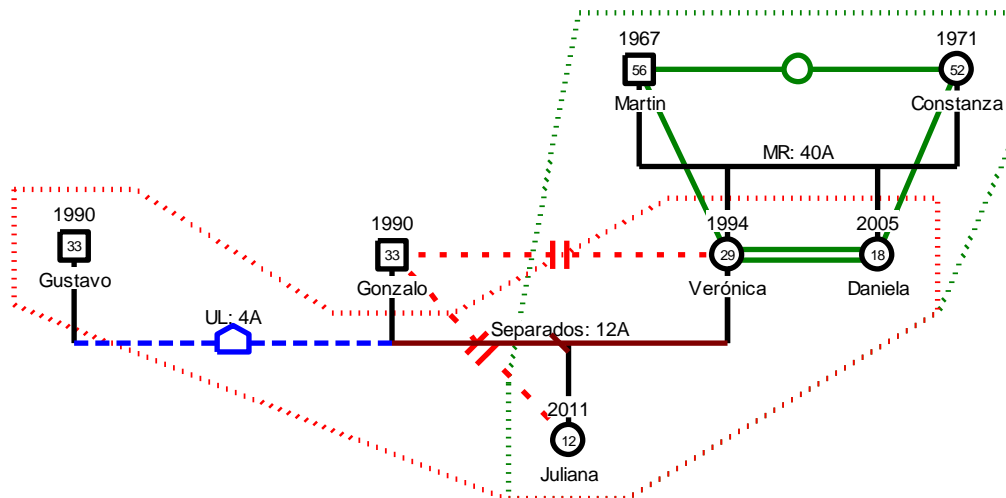 1967
1971
56
52
Martin
Constanza
MR: 40A
1990
1990
1994
2005
33
33
29
18
Gustavo
Gonzalo
Verónica
Daniela
UL: 4A
Separados: 12A
2011
12
Juliana